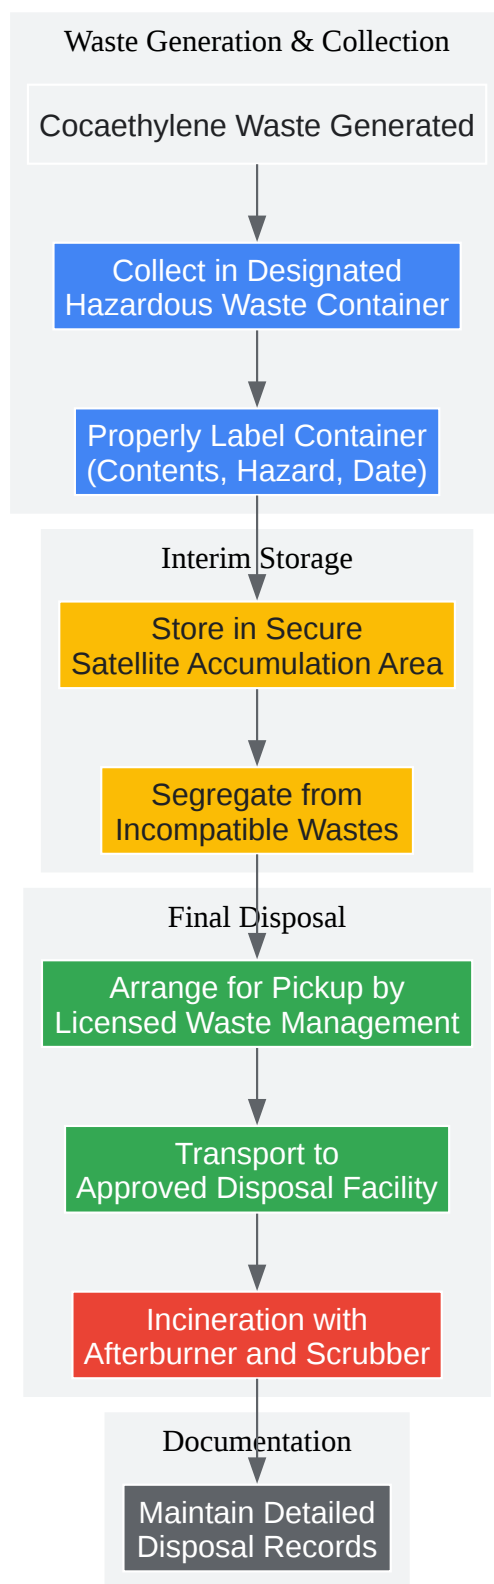 Waste Generation & Collection
Cocaethylene Waste Generated
Collect in Designated
Hazardous Waste Container
Properly Label Container
(Contents, Hazard, Date)
Interim Storage
Store in Secure
Satellite Accumulation Area
Segregate from
Incompatible Wastes
Final Disposal
Arrange for Pickup by
Licensed Waste Management
Transport to
Approved Disposal Facility
Incineration with
Afterburner and Scrubber
Documentation
Maintain Detailed
Disposal Records